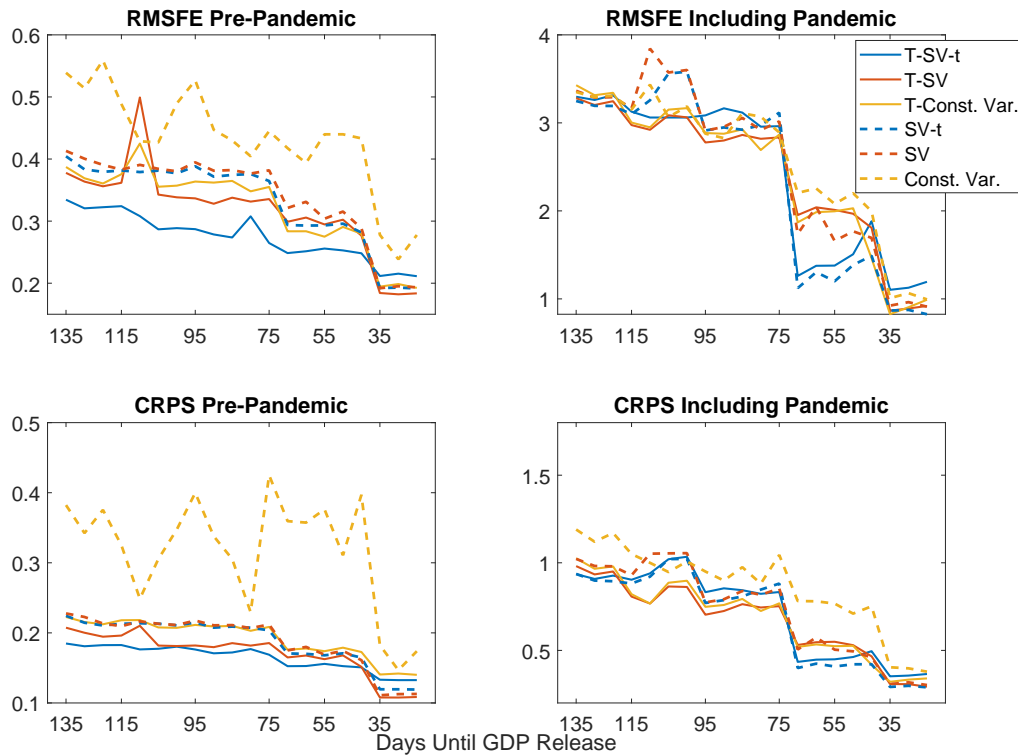 RMSFE Pre-Pandemic
0.6
0.5
0.4
0.3
0.2
135 115 95 75 55 35
RMSFE Including Pandemic
4
3
2
1
135 115 95 75 55 35
T-SV-t
T-SV
T-Const. Var.
SV-t
SV
Const. Var.
CRPS Pre-Pandemic
0.5
0.4
0.3
0.2
0.1
135 115 95 75 55 35
CRPS Including Pandemic
1.5
1
0.5
135 115 95 75 55 35
Days Until GDP Release